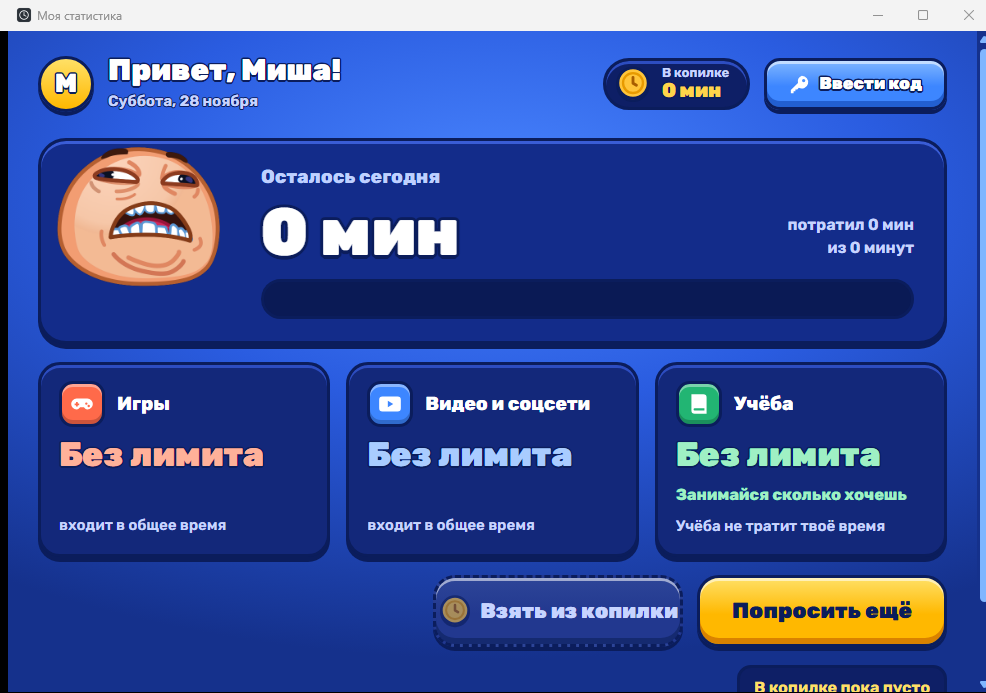 Моя статистика
М
Привет, Миша!
Суббота, 28 ноября
В копилке
0 мин
Ввести код
Осталось сегодня
0 мин
потратил 0 мин
из 0 минут
Игры
Без лимита
входит в общее время
Видео и соцсети
Без лимита
входит в общее время
Учёба
Без лимита
Занимайся сколько хочешь
Учёба не тратит твоё время
Взять из копилки
Попросить ещё
В копилке пока пусто